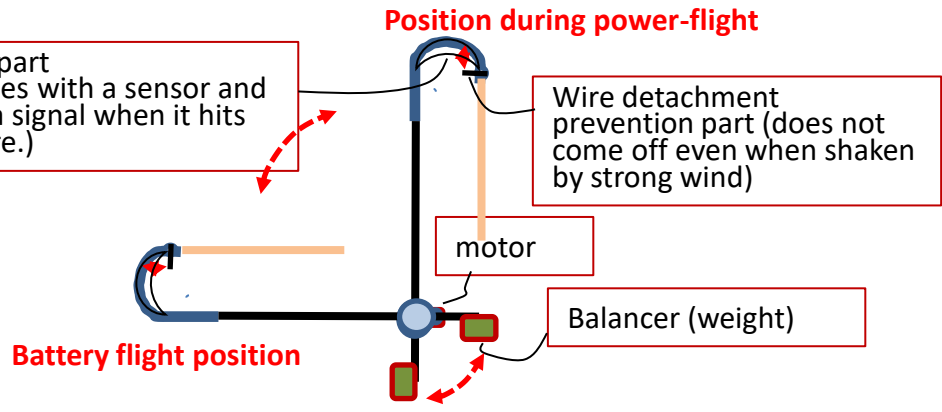 Position during power-flight
part
es with a sensor and
signal when it hits
e.)
Wire detachment
prevention part (does not
come off even when shaken
by strong wind)
motor
Balancer (weight)
Battery flight position